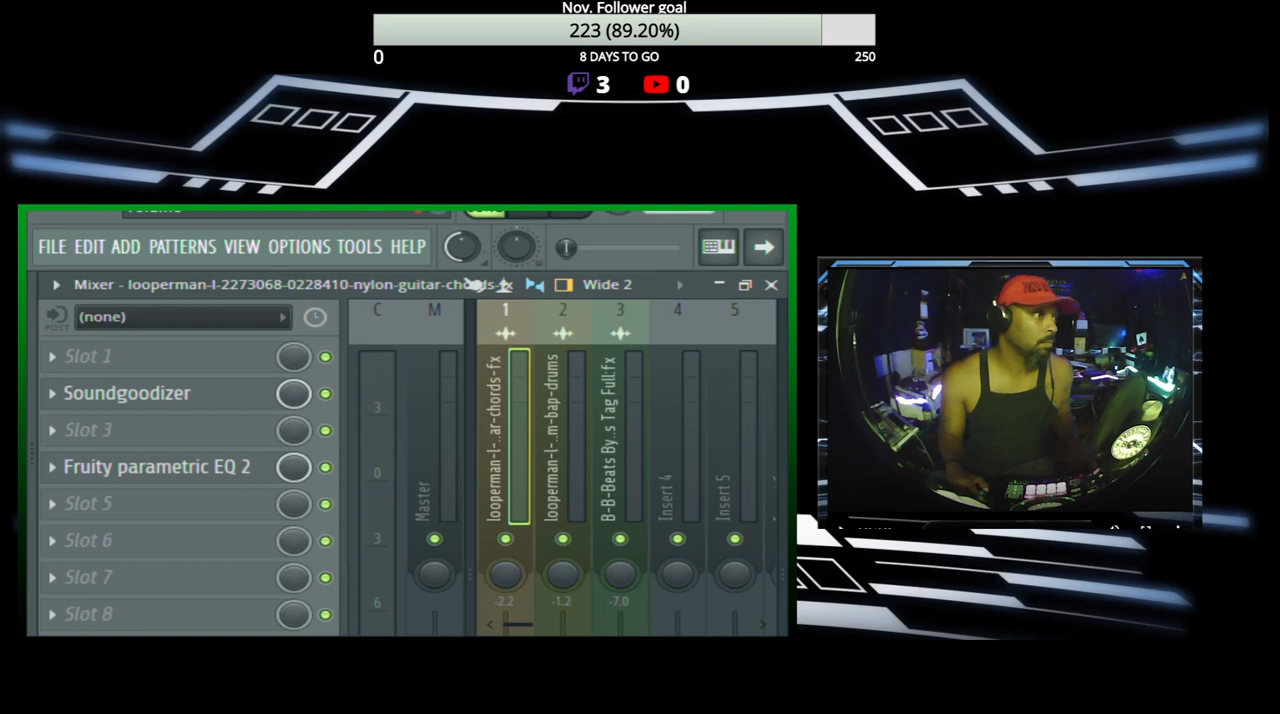 Nov. Follower goal
223 (89.20%)
0
8 DAYS TO GO
250
3
0
FILE EDIT ADD PATTERNS VIEW OPTIONS TOOLS HELP
Mixer - looperman-l-2273068-0228410-nylon-guitar-chords-fx
Wide 2
POST
(none)
C
M
1
2
3
4
5
Slot 1
Soundgoodizer
Slot 3
Fruity parametric EQ 2
Slot 5
Slot 6
Slot 7
Slot 8
3
0
3
6
Master
looperman-l-..ar-chords-fx
looperman-l-..m-bap-drums
B-B-Beats By..s Tag Full.fx
Insert 4
Insert 5
-2.2
-1.2
-7.0